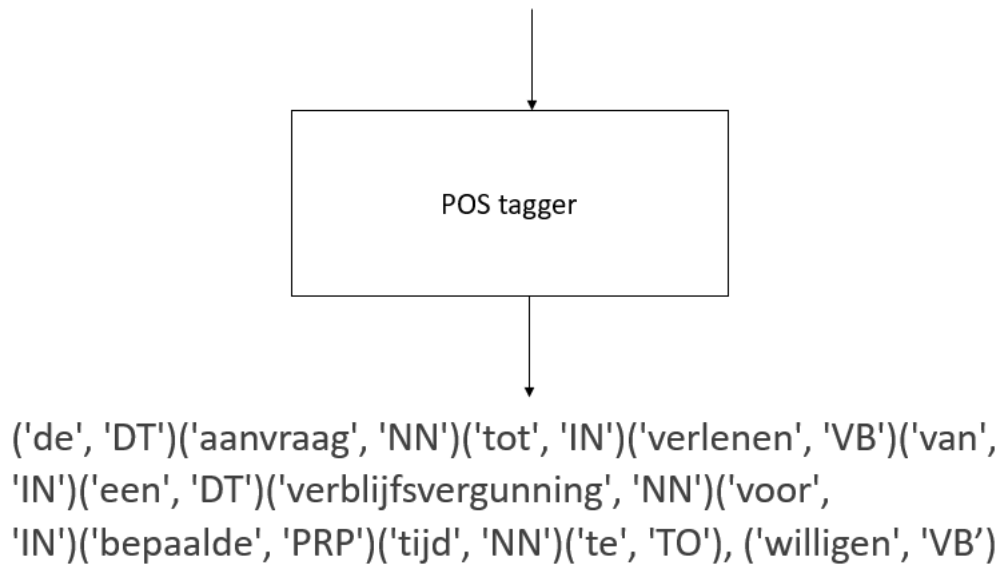 POS tagger
('de', 'DT')('aanvraag', 'NN')('tot', 'IN')('verlenen', 'VB')('van',
'IN')('een', 'DT')('verblijfsvergunning', 'NN')('voor',
'IN')('bepaalde', 'PRP')('tijd', 'NN')('te', 'TO'), ('willigen', 'VB’)